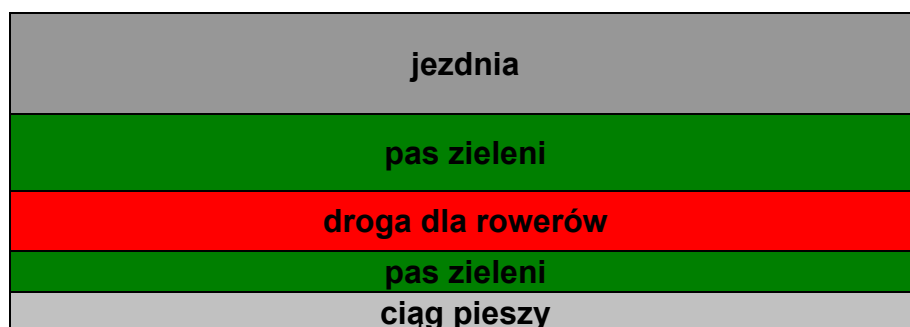 jezdnia
pas zieleni
droga dla rowerów
pas zieleni
ciąg pieszy